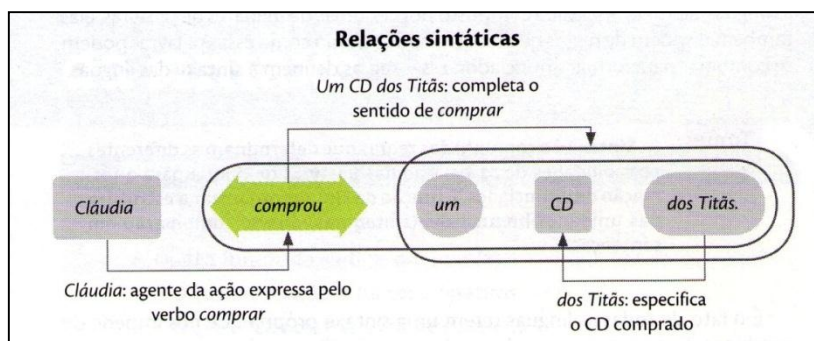 Relações sintáticas
Um CD dos Titãs: completa o
sentido de comprar
Cláudia
comprou
um
CD
dos Titãs.
Cláudia: agente da ação expressa pelo
verbo comprar
dos Titãs: especifica
o CD comprado